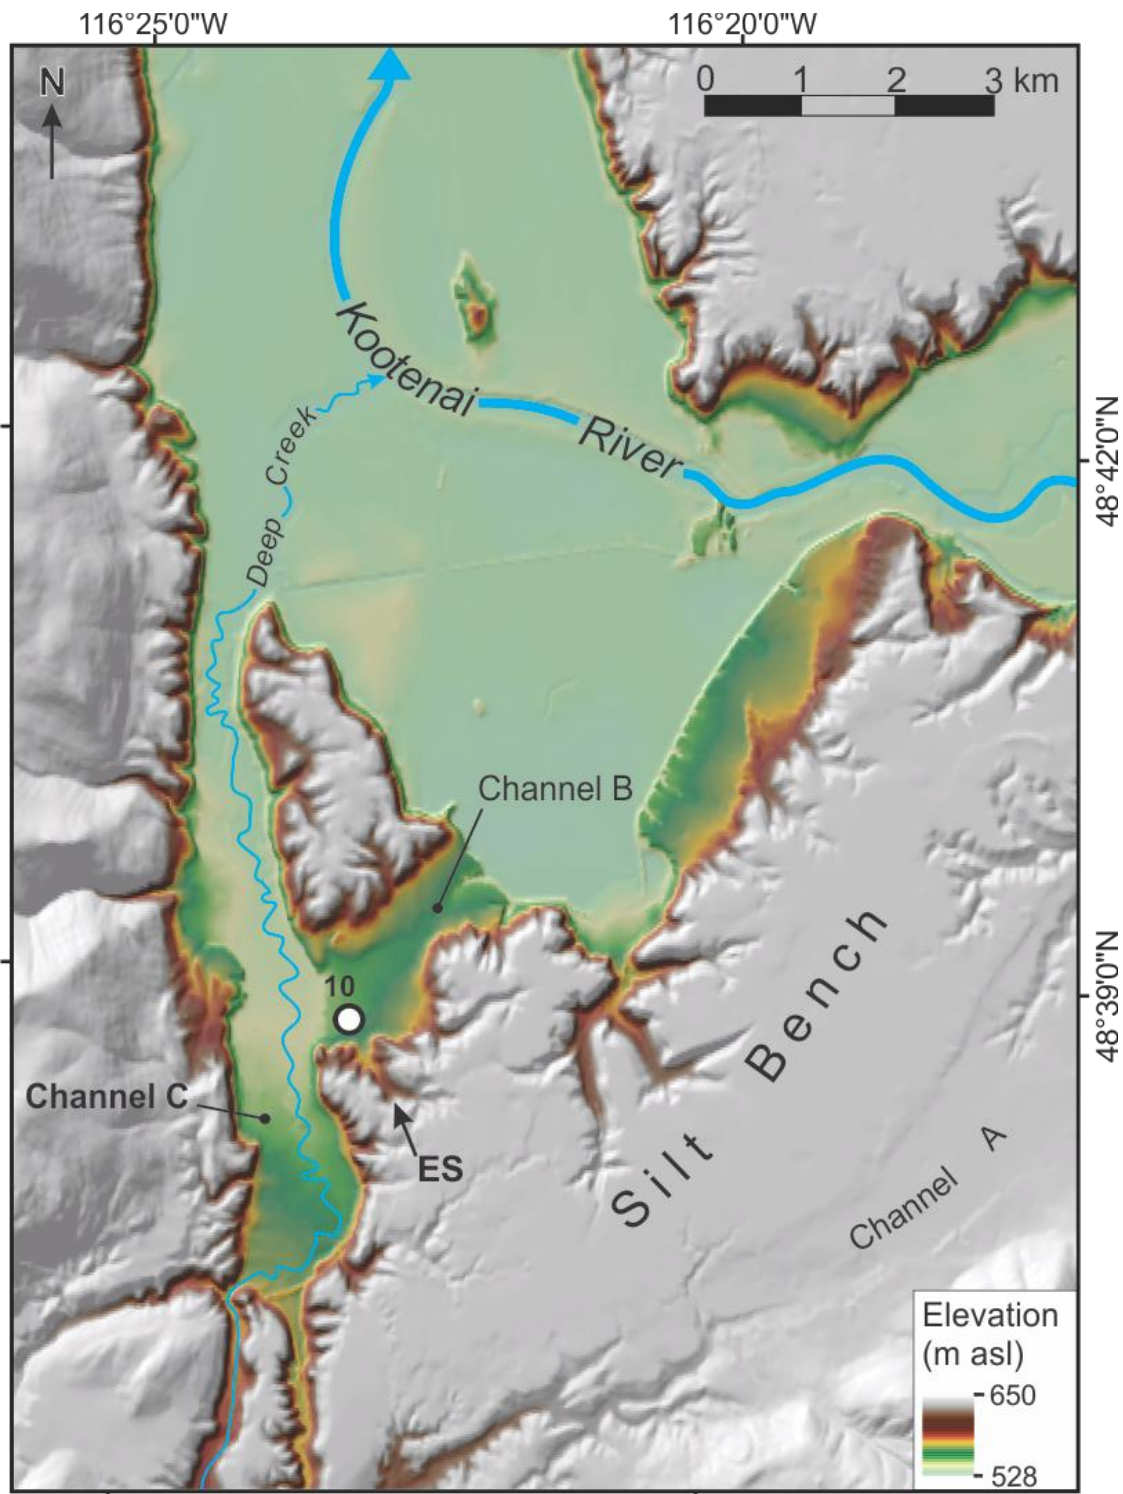 116°25'0"W
116°20'0"W
N
0 1 2 3 km
Kootenai
River
48°42'0"N
Deep Creek
Channel B
10
48°39'0"N
Silt Bench
Channel C
ES
Channel A
Elevation
(m asl)
650
528